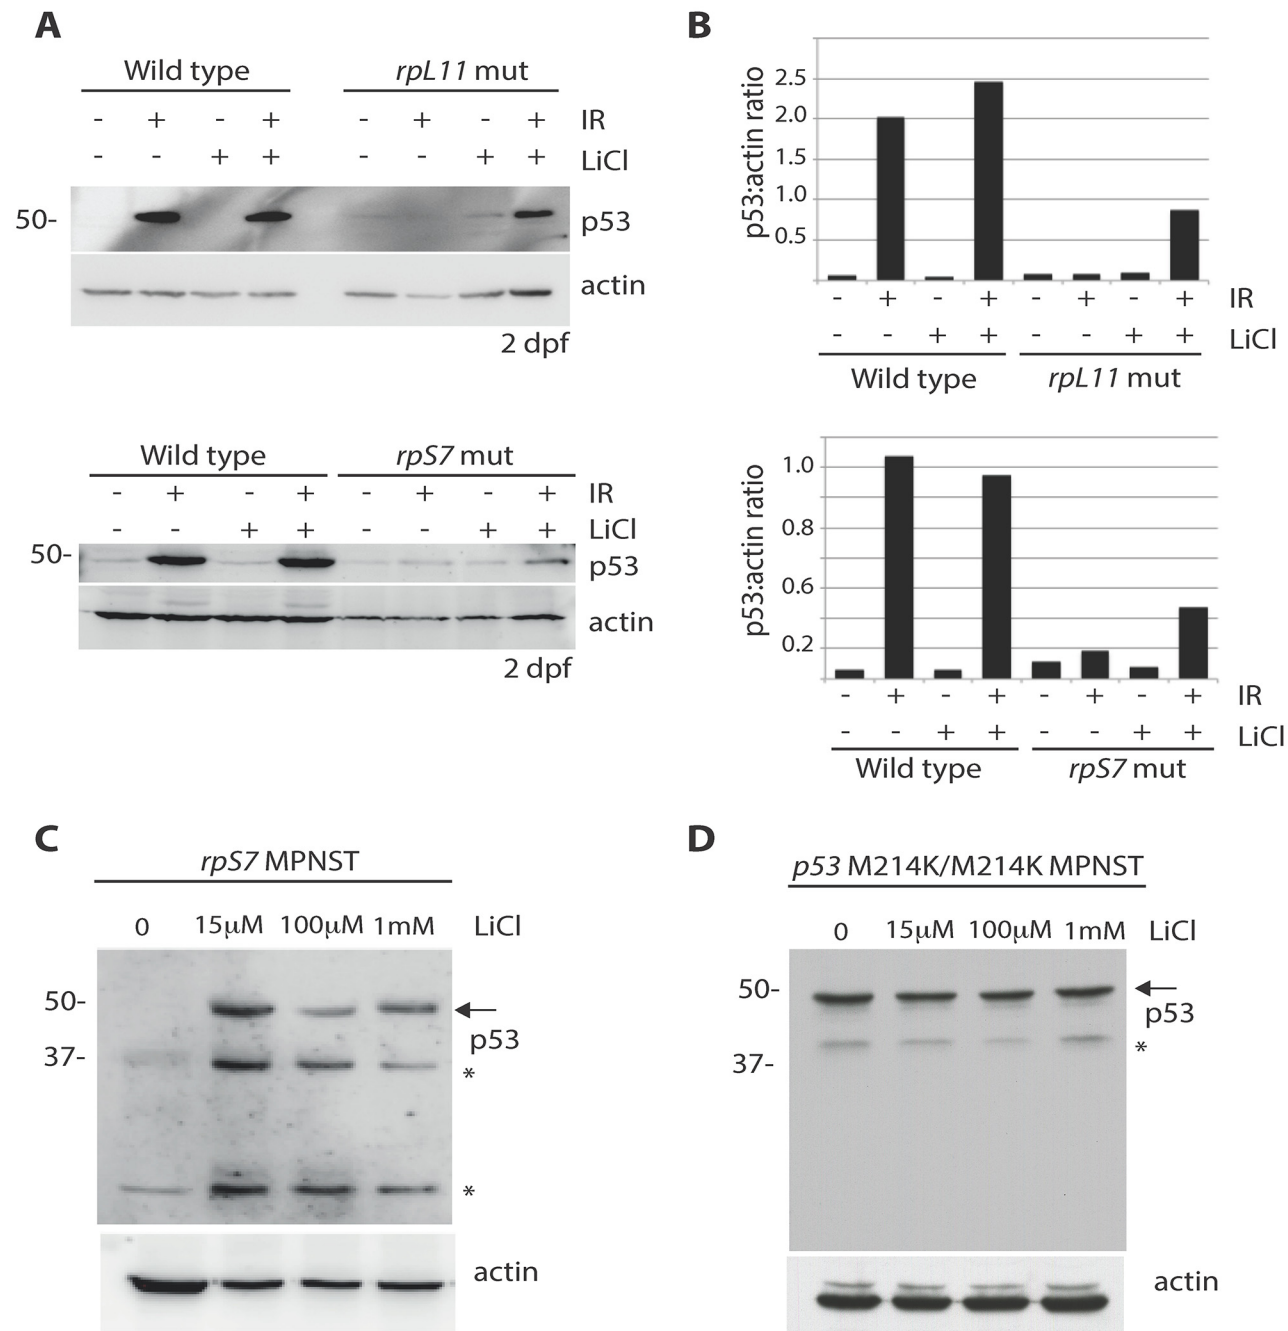 A
Wild type rpL11 mut
- + - + - - + - + IR
- - + + - - + + LiCl
50- p53
actin
2 dpf
Wild type rpS7 mut
- + - + - + - + IR
- - + + - - + + LiCl
50- p53
actin
2 dpf
B
p53:actin ratio
2.5
2.0
1.5
1.0
0.5
- + - + - + - + IR
- - + + - - + + LiCl
Wild type rpL11 mut
p53:actin ratio
1.0
0.8
0.6
0.2
- + - + - + - + IR
- - + + - - + + LiCl
Wild type rpS7 mut
C
rpS7 MPNST
0 15μM 100μM 1mM LiCl
50-
p53
37-
*
*
actin
D
p53 M214K/M214K MPNST
0 15μM 100μM 1mM LiCl
50-
p53
*
37-
actin